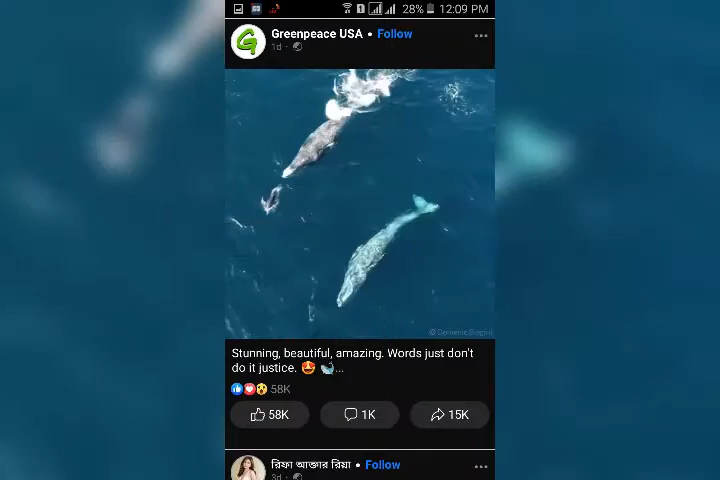 28% 12:09 PM
Greenpeace USA • Follow
1d ·
© Domenic Biagini
Stunning, beautiful, amazing. Words just don't
do it justice. 🤩 🐳...
58K
58K 1K 15K
রিফা আক্তার রিয়া • Follow
3d ·